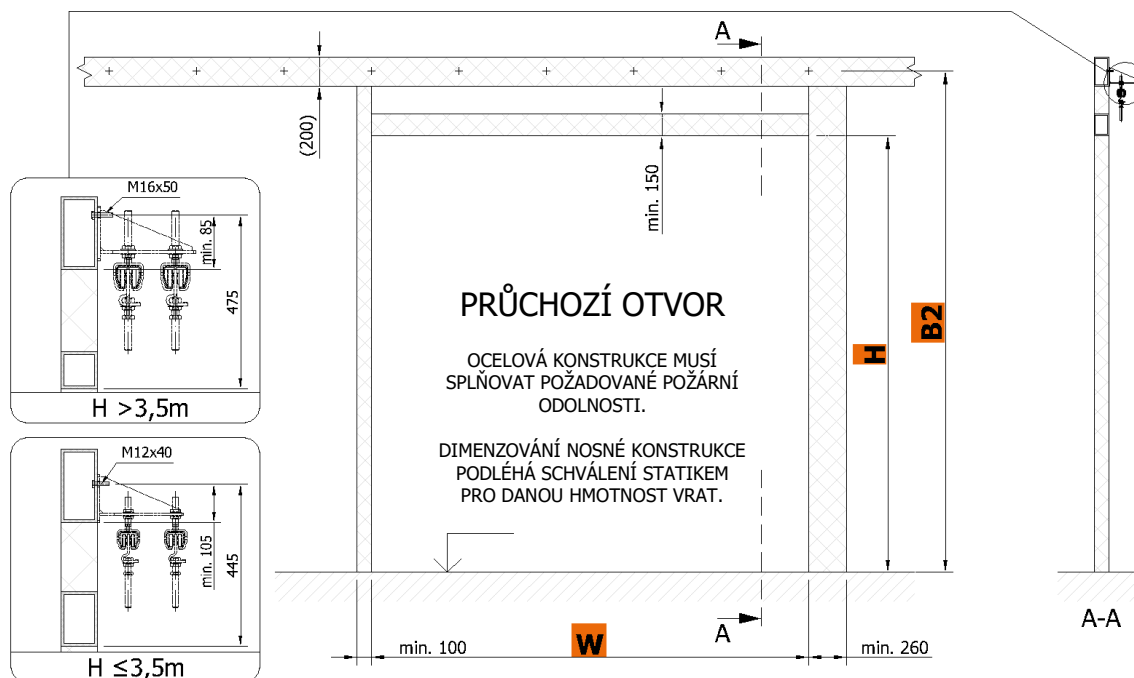 A
(200)
min. 150
M16x50
min. 85
475
H >3,5m
M12x40
min. 105
445
H ≤3,5m
PRŮCHOZÍ OTVOR
OCELOVÁ KONSTRUKCE MUSÍ
SPLŇOVAT POŽADOVANÉ POŽÁRNÍ
ODOLNOSTI.
DIMENZOVÁNÍ NOSNÉ KONSTRUKCE
PODLÉHÁ SCHVÁLENÍ STATIKEM
PRO DANOU HMOTNOST VRAT.
H
B2
A
A-A
min. 100
W
min. 260